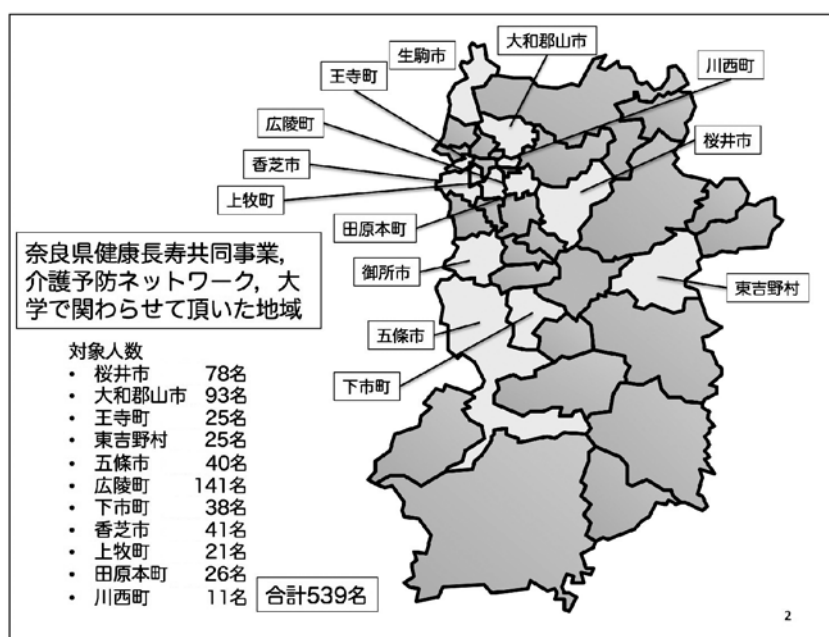 生駒市
大和郡山市
王寺町
川西町
広陵町
桜井市
香芝市
上牧町
田原本町
奈良県健康長寿共同事業，
介護予防ネットワーク，大
学で関わらせて頂いた地域
御所市
東吉野村
五條市
下市町
対象人数
• 桜井市 78名
• 大和郡山市 93名
• 王寺町 25名
• 東吉野村 25名
• 五條市 40名
• 広陵町 141名
• 下市町 38名
• 香芝市 41名
• 上牧町 21名
• 田原本町 26名
• 川西町 11名
合計539名
2